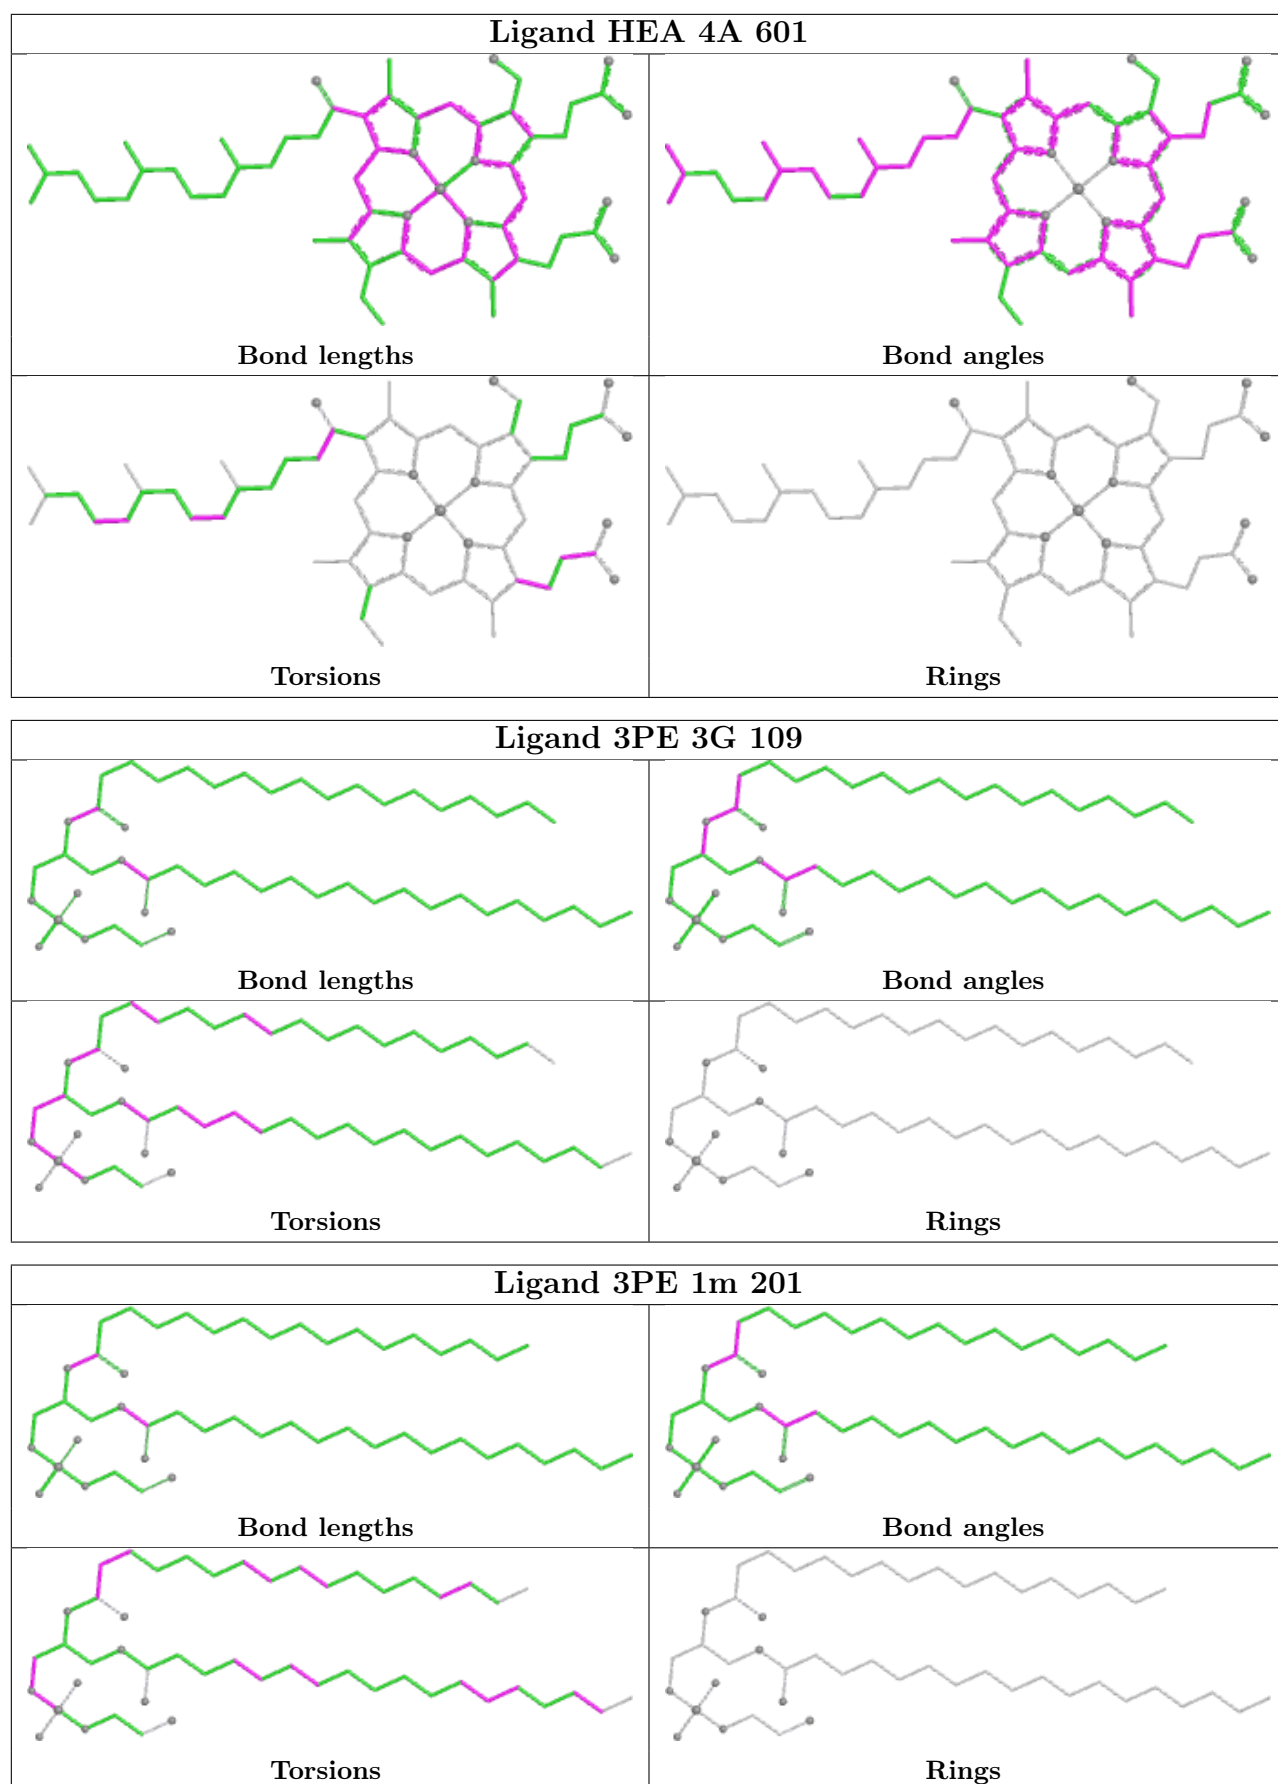 Ligand HEA 4A 601
Bond lengths
Bond angles
Torsions
Rings
Ligand 3PE 3G 109
Bond lengths
Bond angles
Torsions
Rings
Ligand 3PE 1m 201
Bond lengths
Bond angles
Torsions
Rings